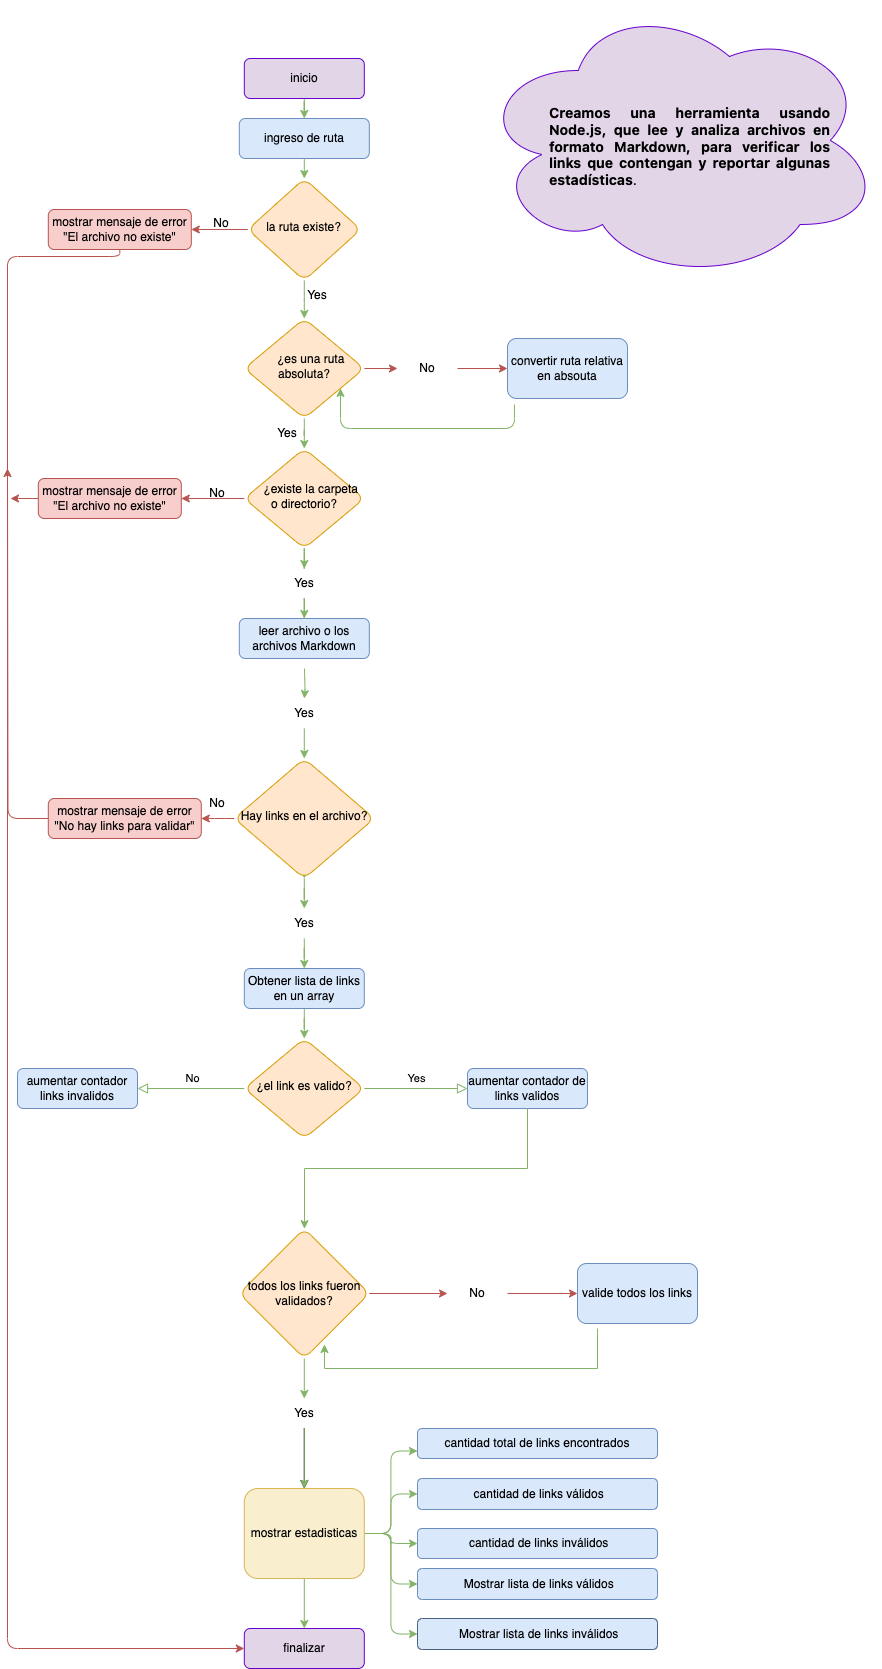 inicio
Creamos una herramienta usando
Node.js, que lee y analiza archivos en
formato Markdown, para verificar los
links que contengan y reportar algunas
estadísticas.
ingreso de ruta
la ruta existe?
No
mostrar mensaje de error
"El archivo no existe"
Yes
¿es una ruta
absoluta?
No
convertir ruta relativa
en absouta
Yes
¿existe la carpeta
o directorio?
No
mostrar mensaje de error
"El archivo no existe"
Yes
leer archivo o los
archivos Markdown
Yes
Hay links en el archivo?
No
mostrar mensaje de error
"No hay links para validar"
Yes
Obtener lista de links
en un array
¿el link es valido?
No
aumentar contador
links invalidos
Yes
aumentar contador de
links validos
todos los links fueron
validados?
No
valide todos los links
Yes
mostrar estadisticas
cantidad total de links encontrados
cantidad de links válidos
cantidad de links inválidos
Mostrar lista de links válidos
Mostrar lista de links inválidos
finalizar